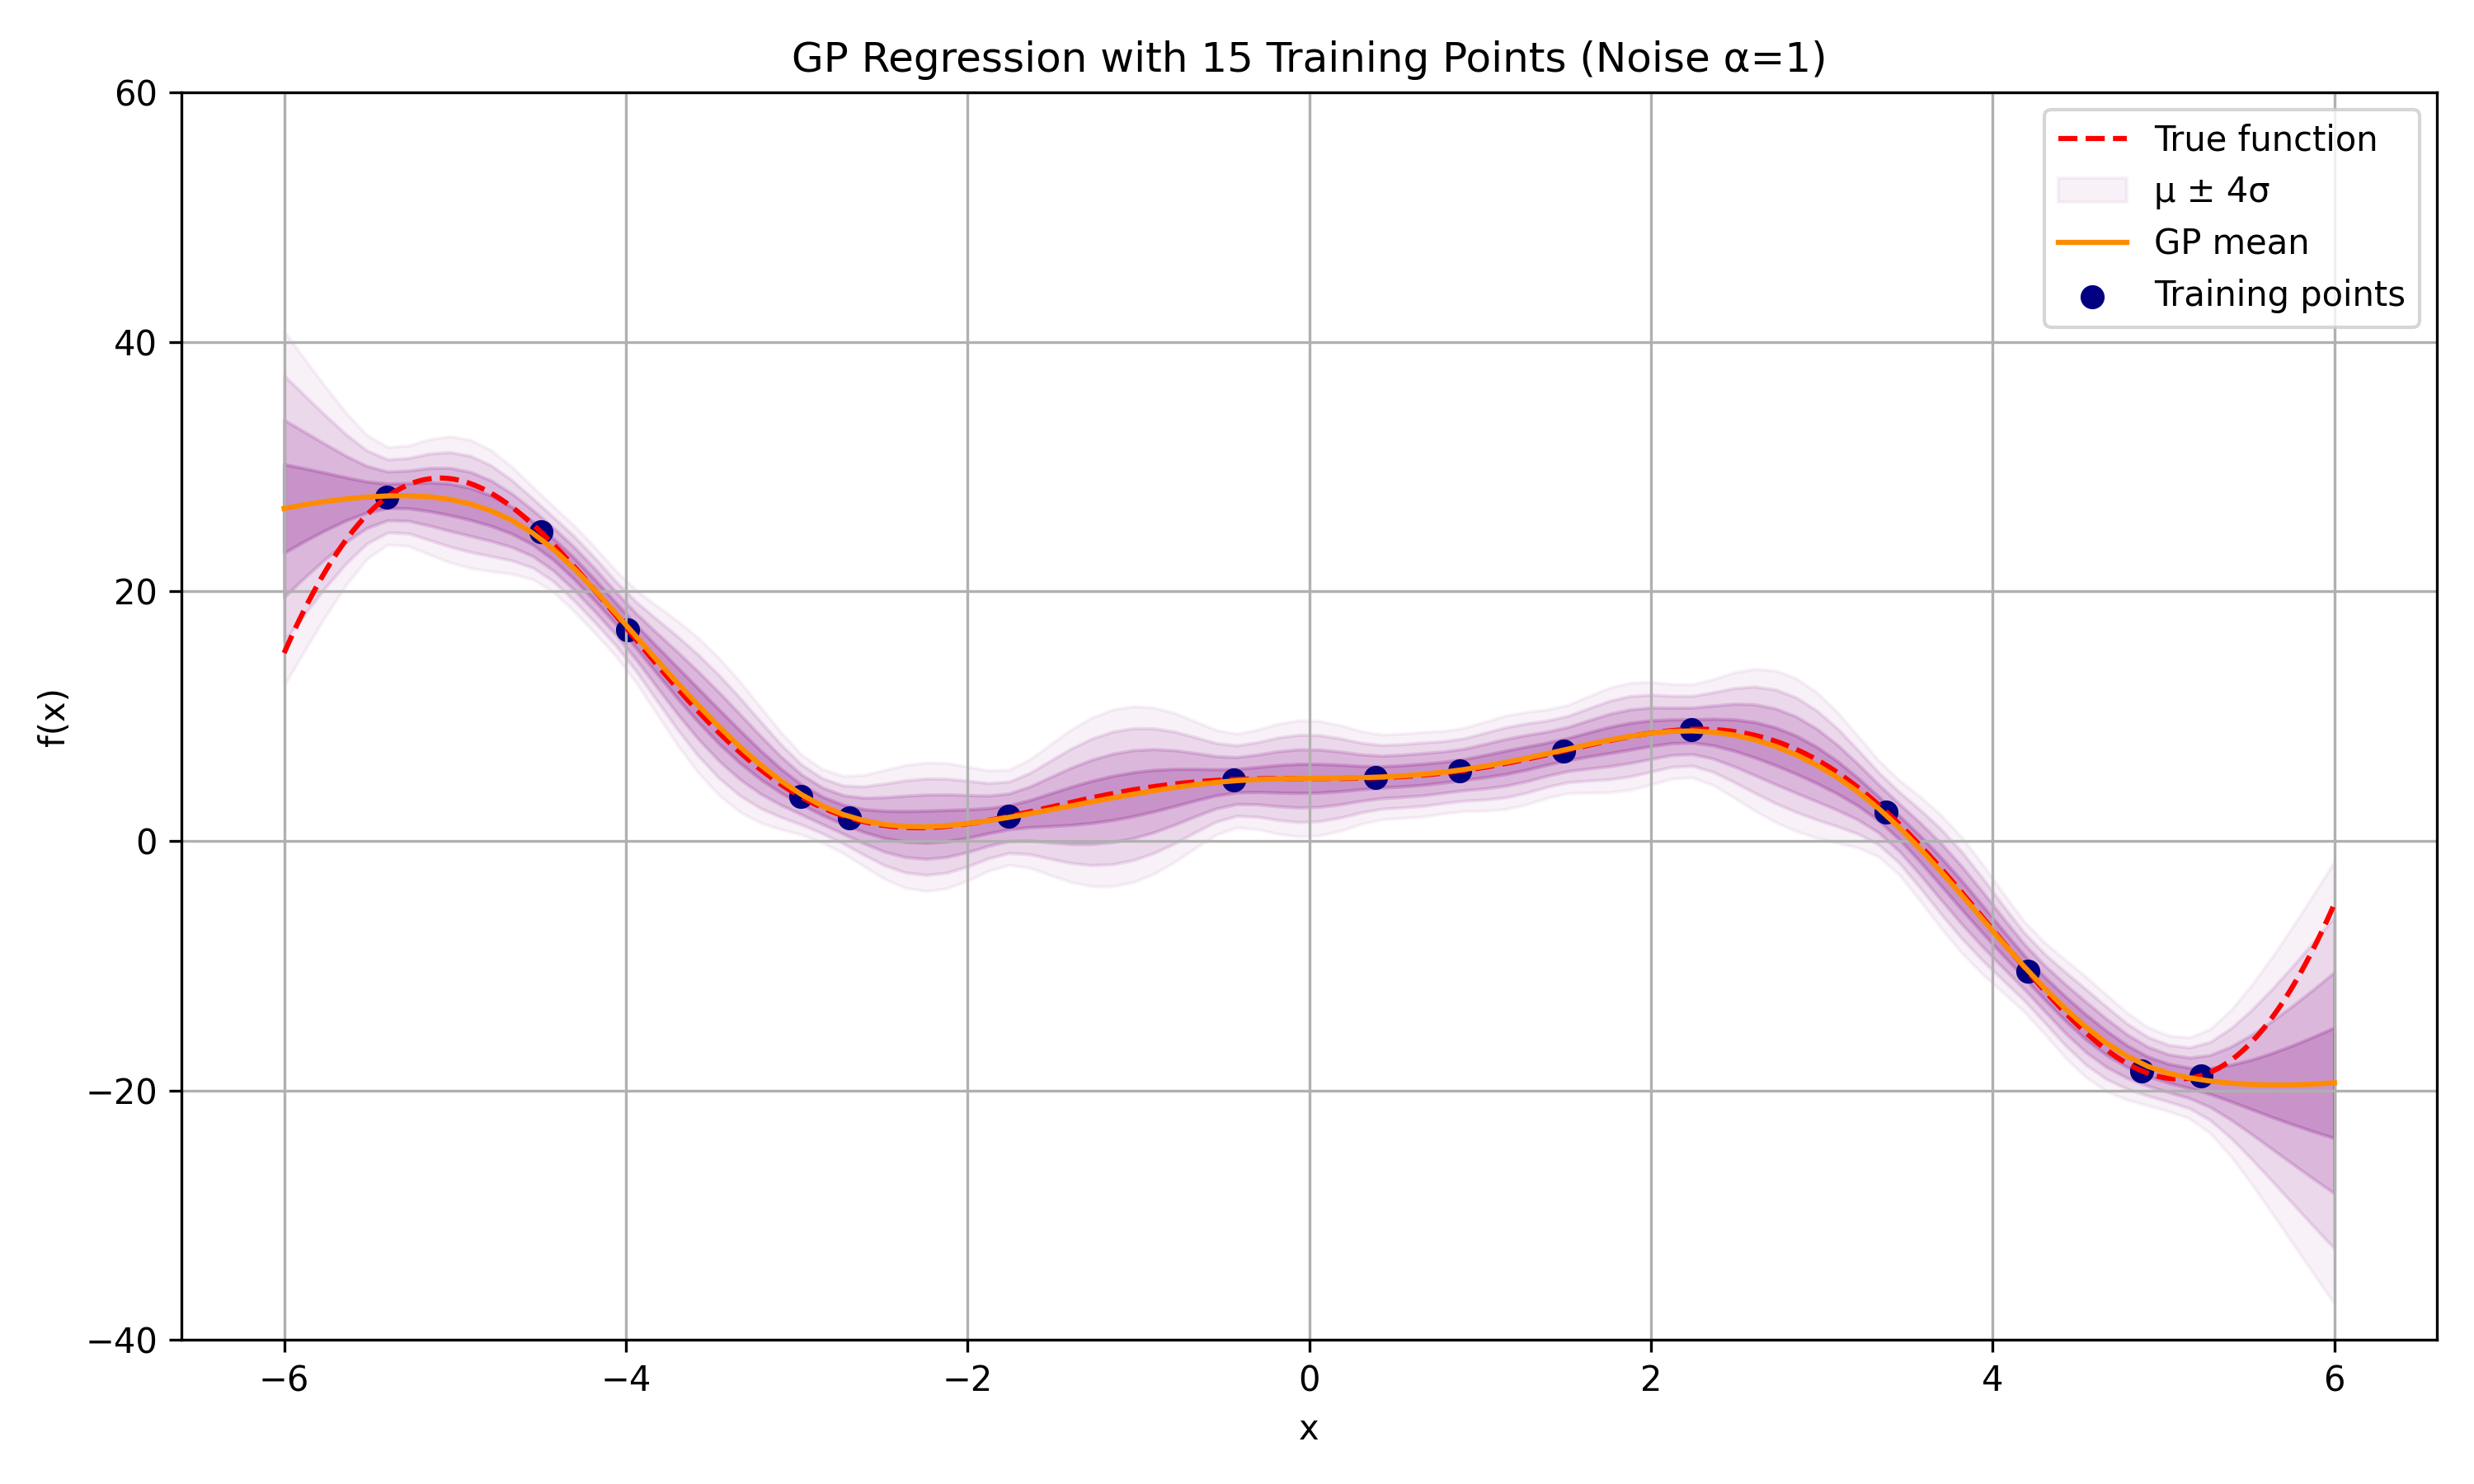 GP Regression with 15 Training Points (Noise α=1)
60
40
20
0
−20
−40
f(x)
−6
−4
−2
0
2
4
6
x
True function
μ ± 4σ
GP mean
Training points